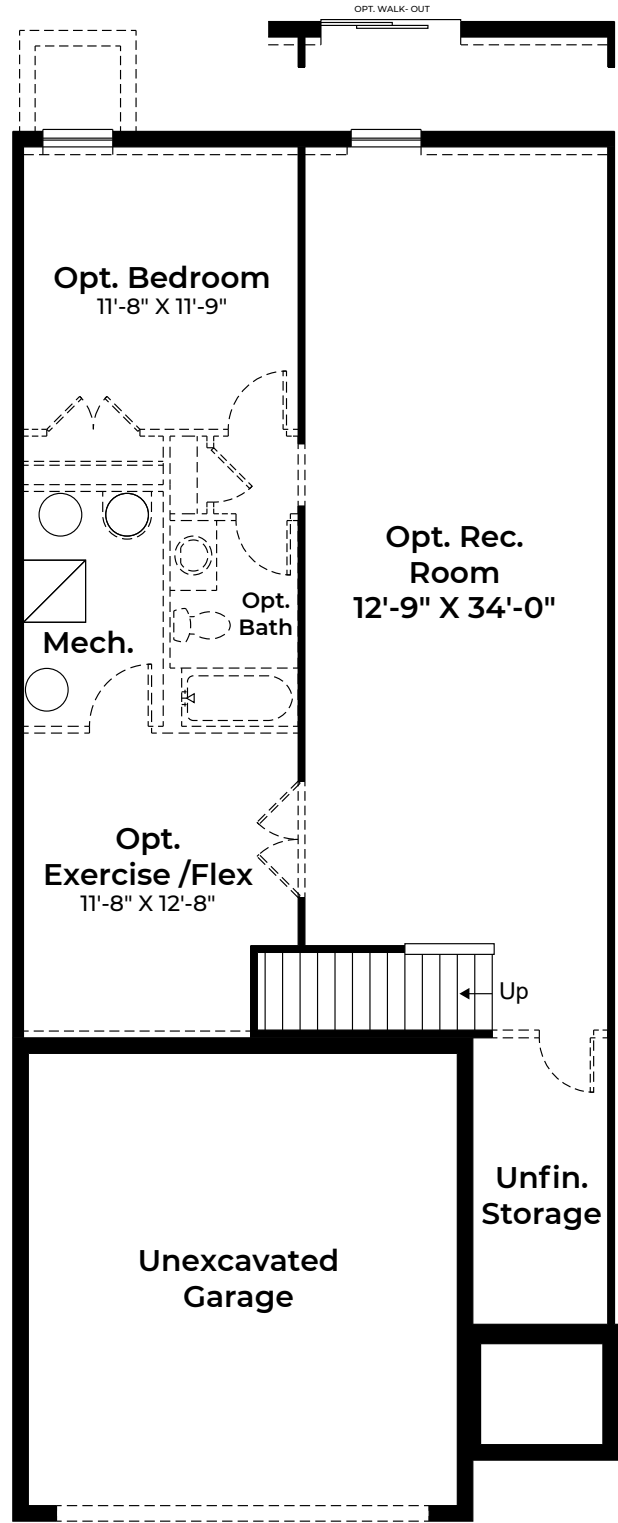 OPT. WALK- OUT
Opt. Bedroom
11'-8" X 11'-9"
Opt. Rec.
Room
12'-9" X 34'-0"
Opt.
Bath
Mech.
Opt.
Exercise /Flex
11'-8" X 12'-8"
Up
Unfin.
Storage
Unexcavated
Garage